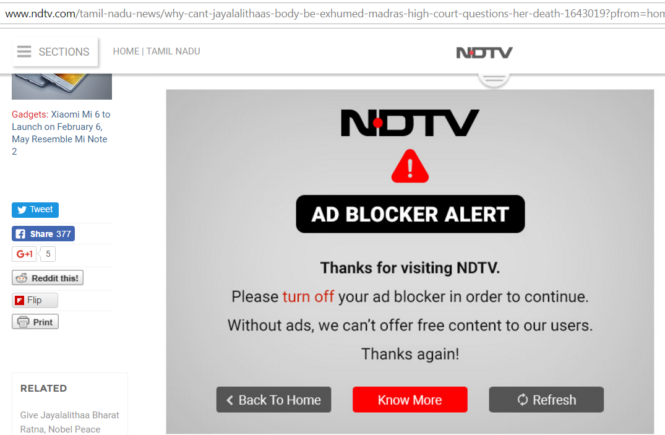 www.ndtv.com/tamil-nadu-news/why-cant-jayalalithaas-body-be-exhumed-madras-high-court-questions-her-death-1643019?pfrom=hom
SECTIONS
HOME | TAMIL NADU
NDTV
Gadgets: Xiaomi Mi 6 to
Launch on February 6,
May Resemble Mi Note
2
Tweet
Share 377
G+1 5
Reddit this!
Flip
Print
RELATED
Give Jayalalithaa Bharat
Ratna, Nobel Peace
NDTV
AD BLOCKER ALERT
Thanks for visiting NDTV.
Please turn off your ad blocker in order to continue.
Without ads, we can't offer free content to our users.
Thanks again!
Back To Home
Know More
Refresh